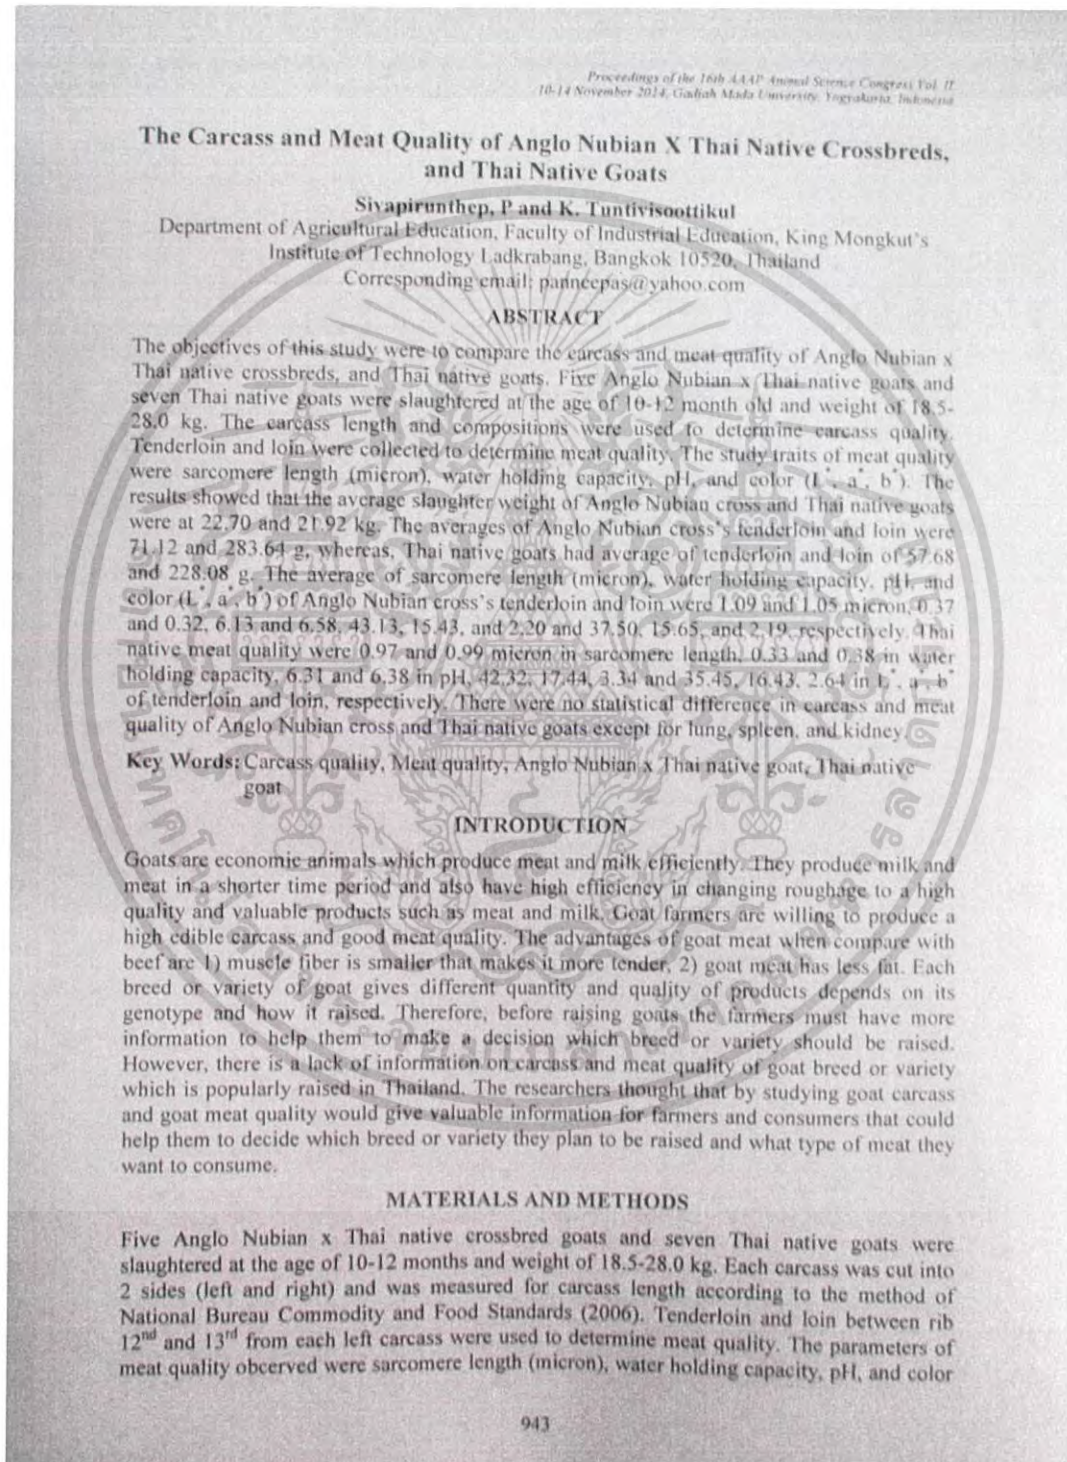 Proceedings of the 16th AAAP Animal Science Congress Vol. II
10-14 November 2014, Gadjah Mada University, Yogyakarta, Indonesia
The Carcass and Meat Quality of Anglo Nubian X Thai Native Crossbreds,
and Thai Native Goats
Sivapirunthep, P and K. Tuntivisoottikul
Department of Agricultural Education, Faculty of Industrial Education, King Mongkut's
Institute of Technology Ladkrabang, Bangkok 10520, Thailand
Corresponding email: panneepas@yahoo.com
ABSTRACT
The objectives of this study were to compare the carcass and meat quality of Anglo Nubian x
Thai native crossbreds, and Thai native goats. Five Anglo Nubian x Thai native goats and
seven Thai native goats were slaughtered at the age of 10-12 month old and weight of 18.5-
28.0 kg. The carcass length and compositions were used to determine carcass quality.
Tenderloin and loin were collected to determine meat quality. The study traits of meat quality
were sarcomere length (micron), water holding capacity, pH, and color (L*, a*, b*). The
results showed that the average slaughter weight of Anglo Nubian cross and Thai native goats
were at 22.70 and 21.92 kg. The averages of Anglo Nubian cross's tenderloin and loin were
71.12 and 283.64 g, whereas, Thai native goats had average of tenderloin and loin of 57.68
and 228.08 g. The average of sarcomere length (micron), water holding capacity, pH, and
color (L*, a*, b*) of Anglo Nubian cross's tenderloin and loin were 1.09 and 1.05 micron, 0.37
and 0.32, 6.13 and 6.58, 43.13, 15.43, and 2.20 and 37.50, 15.65, and 2.19, respectively. Thai
native meat quality were 0.97 and 0.99 micron in sarcomere length, 0.33 and 0.38 in water
holding capacity, 6.31 and 6.38 in pH, 42.32, 17.44, 3.34 and 35.45, 16.43, 2.64 in L*, a*, b*
of tenderloin and loin, respectively. There were no statistical difference in carcass and meat
quality of Anglo Nubian cross and Thai native goats except for lung, spleen, and kidney.
Key Words: Carcass quality, Meat quality, Anglo Nubian x Thai native goat, Thai native
goat
INTRODUCTION
Goats are economic animals which produce meat and milk efficiently. They produce milk and
meat in a shorter time period and also have high efficiency in changing roughage to a high
quality and valuable products such as meat and milk. Goat farmers are willing to produce a
high edible carcass and good meat quality. The advantages of goat meat when compare with
beef are 1) muscle fiber is smaller that makes it more tender, 2) goat meat has less fat. Each
breed or variety of goat gives different quantity and quality of products depends on its
genotype and how it raised. Therefore, before raising goats the farmers must have more
information to help them to make a decision which breed or variety should be raised.
However, there is a lack of information on carcass and meat quality of goat breed or variety
which is popularly raised in Thailand. The researchers thought that by studying goat carcass
and goat meat quality would give valuable information for farmers and consumers that could
help them to decide which breed or variety they plan to be raised and what type of meat they
want to consume.
MATERIALS AND METHODS
Five Anglo Nubian x Thai native crossbred goats and seven Thai native goats were
slaughtered at the age of 10-12 months and weight of 18.5-28.0 kg. Each carcass was cut into
2 sides (left and right) and was measured for carcass length according to the method of
National Bureau Commodity and Food Standards (2006). Tenderloin and loin between rib
12nd and 13rd from each left carcass were used to determine meat quality. The parameters of
meat quality obcerved were sarcomere length (micron), water holding capacity, pH, and color
943